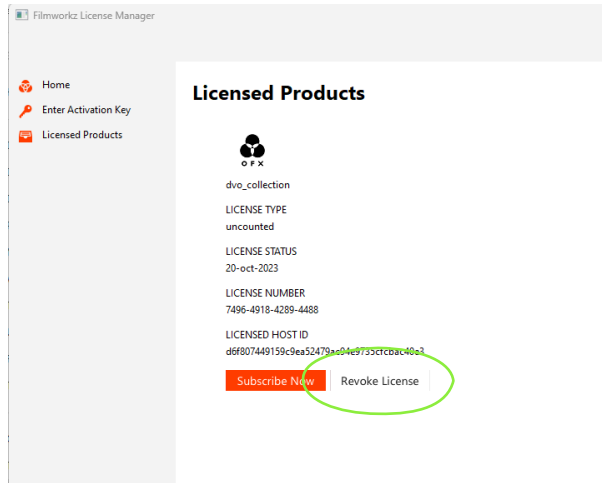 Filmworkz License Manager
Home
Enter Activation Key
Licensed Products
Licensed Products
OFX
dvo_collection
LICENSE TYPE
uncounted
LICENSE STATUS
20-oct-2023
LICENSE NUMBER
7496-4918-4289-4488
LICENSED HOST ID
Subscribe Now
Revoke License